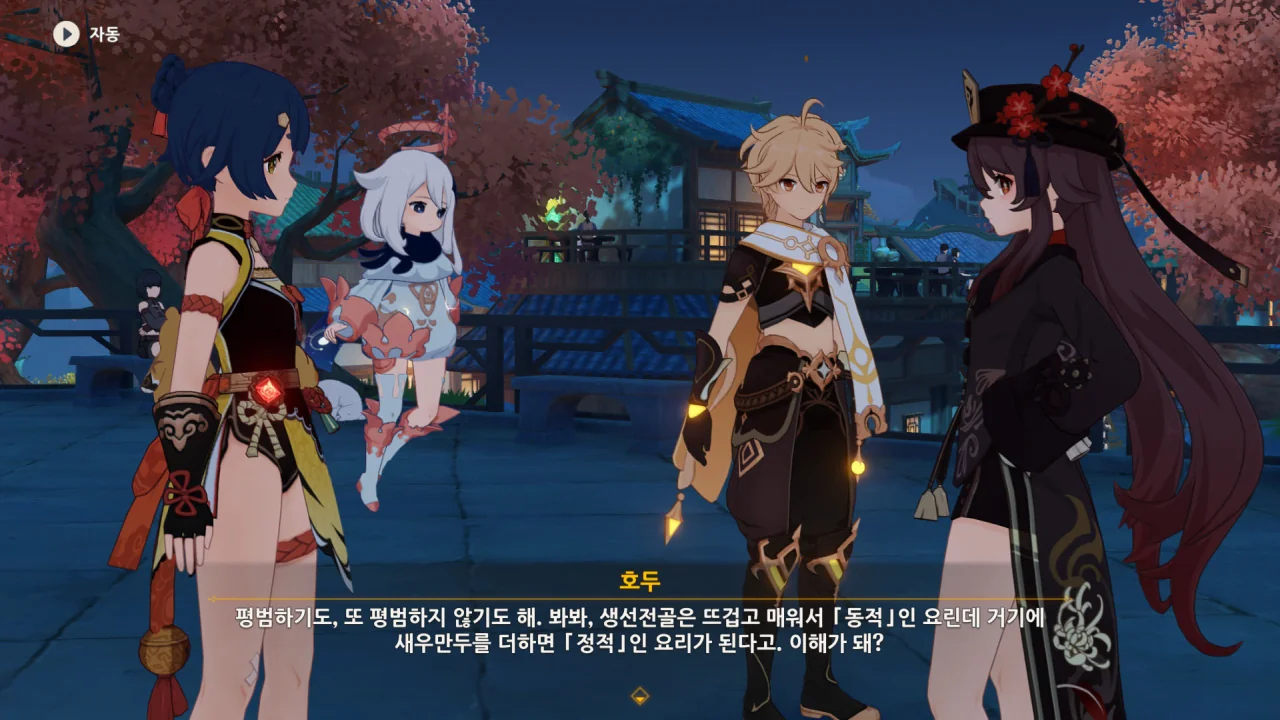 자동
호두
평범하기도, 또 평범하지 않기도 해. 봐봐, 생선전골은 뜨겁고 매워서 「동적」인 요린데 거기에
새우만두를 더하면 「정적」인 요리가 된다고. 이해가 돼?